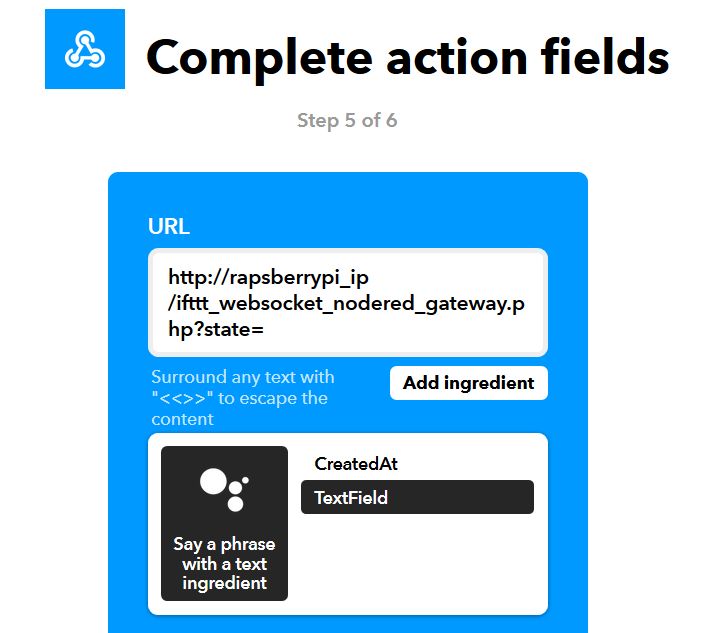 Complete action fields
Step 5 of 6
URL
http://rapsberrypi_ip
/ifttt_websocket_nodered_gateway.p
hp?state=
Surround any text with
"<<>>" to escape the
content
Add ingredient
Say a phrase
with a text
ingredient
CreatedAt
TextField